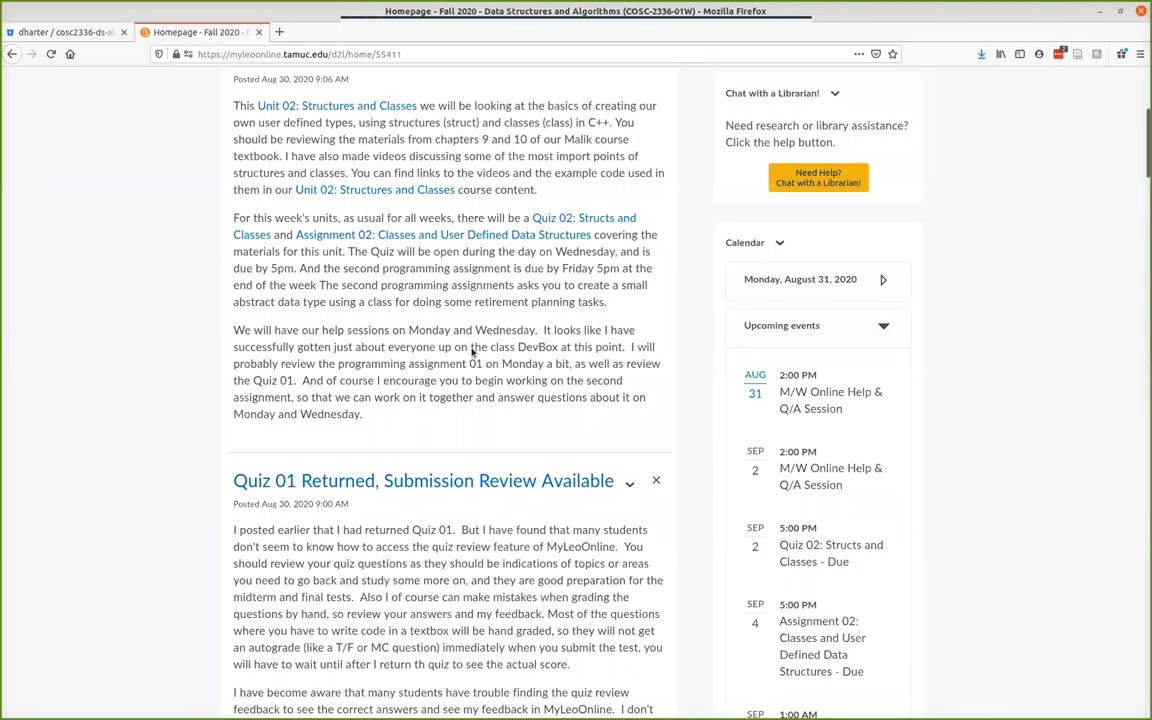 Homepage - Fall 2020 - Data Structures and Algorithms (COSC-2336-01W) - Mozilla Firefox
dharter / cosc2336-ds-al
Homepage - Fall 2020 -
https://myleoonline.tamuc.edu/d2l/home/55411
Posted Aug 30, 2020 9:06 AM
This Unit 02: Structures and Classes we will be looking at the basics of creating our
own user defined types, using structures (struct) and classes (class) in C++. You
should be reviewing the materials from chapters 9 and 10 of our Malik course
textbook. I have also made videos discussing some of the most import points of
structures and classes. You can find links to the videos and the example code used in
them in our Unit 02: Structures and Classes course content.
For this week's units, as usual for all weeks, there will be a Quiz 02: Structs and
Classes and Assignment 02: Classes and User Defined Data Structures covering the
materials for this unit. The Quiz will be open during the day on Wednesday, and is
due by 5pm. And the second programming assignment is due by Friday 5pm at the
end of the week The second programming assignments asks you to create a small
abstract data type using a class for doing some retirement planning tasks.
We will have our help sessions on Monday and Wednesday. It looks like I have
successfully gotten just about everyone up on the class DevBox at this point. I will
probably review the programming assignment 01 on Monday a bit, as well as review
the Quiz 01. And of course I encourage you to begin working on the second
assignment, so that we can work on it together and answer questions about it on
Monday and Wednesday.
Quiz 01 Returned, Submission Review Available
Posted Aug 30, 2020 9:00 AM
I posted earlier that I had returned Quiz 01. But I have found that many students
don't seem to know how to access the quiz review feature of MyLeoOnline. You
should review your quiz questions as they should be indications of topics or areas
you need to go back and study some more on, and they are good preparation for the
midterm and final tests. Also I of course can make mistakes when grading the
questions by hand, so review your answers and my feedback. Most of the questions
where you have to write code in a textbox will be hand graded, so they will not get
an autograde (like a T/F or MC question) immediately when you submit the test, you
will have to wait until after I return th quiz to see the actual score.
I have become aware that many students have trouble finding the quiz review
feedback to see the correct answers and see my feedback in MyLeoOnline. I don't
Chat with a Librarian!
Need research or library assistance?
Click the help button.
Need Help?
Chat with a Librarian!
Calendar
Monday, August 31, 2020
Upcoming events
AUG
31
2:00 PM
M/W Online Help &
Q/A Session
SEP
2
2:00 PM
M/W Online Help &
Q/A Session
SEP
2
5:00 PM
Quiz 02: Structs and
Classes - Due
SEP
4
5:00 PM
Assignment 02:
Classes and User
Defined Data
Structures - Due
SEP
1:00 AM